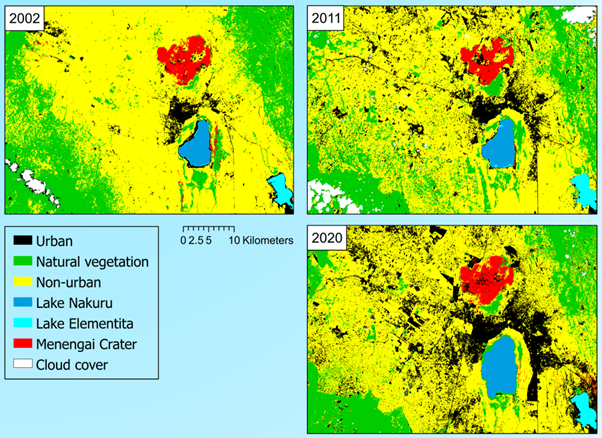 2002
2011
0 2.5 5 10 Kilometers
2020
Urban
Natural vegetation
Non-urban
Lake Nakuru
Lake Elementita
Menengai Crater
Cloud cover